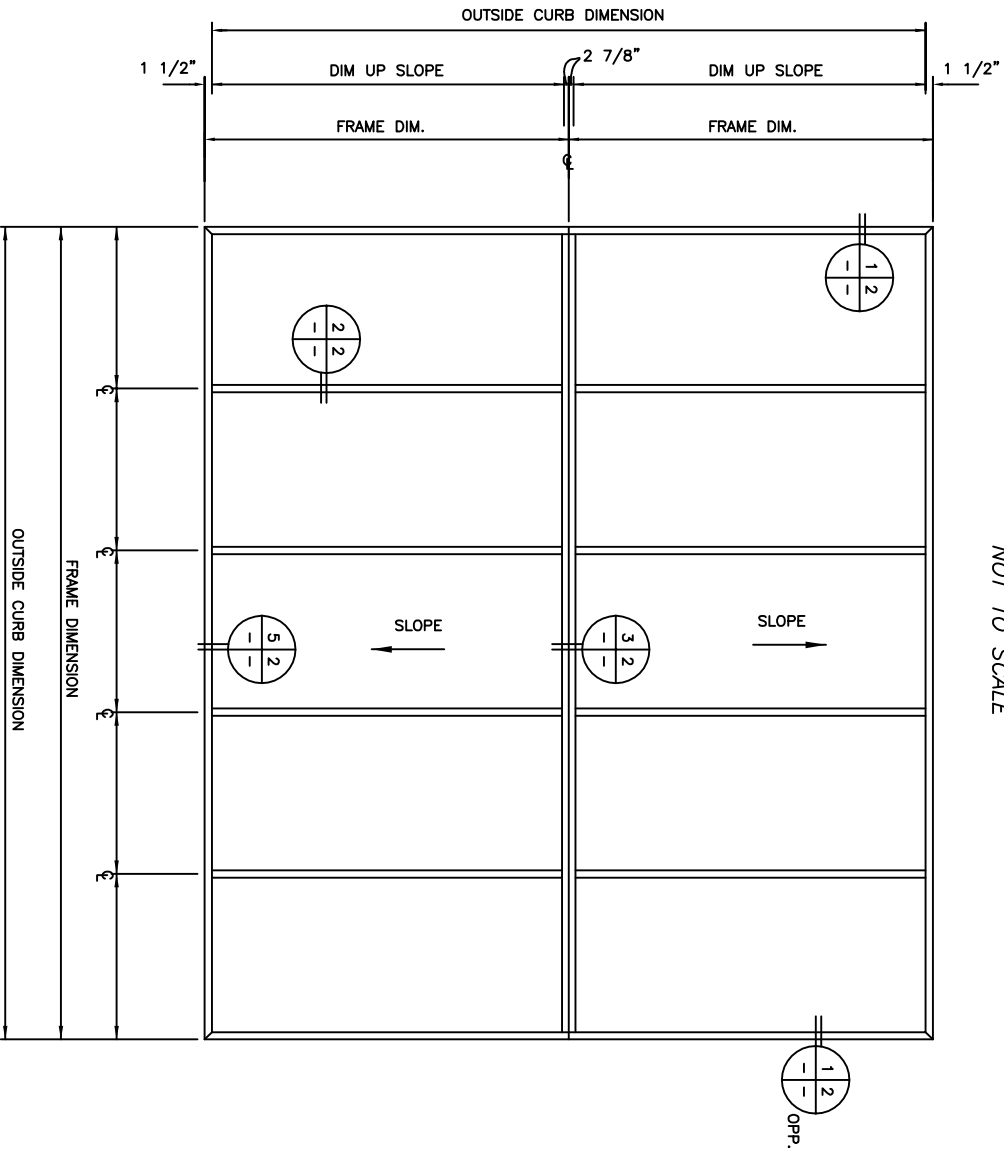 OUTSIDE CURB DIMENSION
1 1/2"
DIM UP SLOPE
2 7/8"
DIM UP SLOPE
1 1/2"
FRAME DIM.
FRAME DIM.
℄
1 2
- -
2 2
- -
NOT TO SCALE
℄
℄
SLOPE
SLOPE
5 2
- -
3 2
- -
℄
℄
FRAME DIMENSION
OUTSIDE CURB DIMENSION
1 2
- -
OPP.